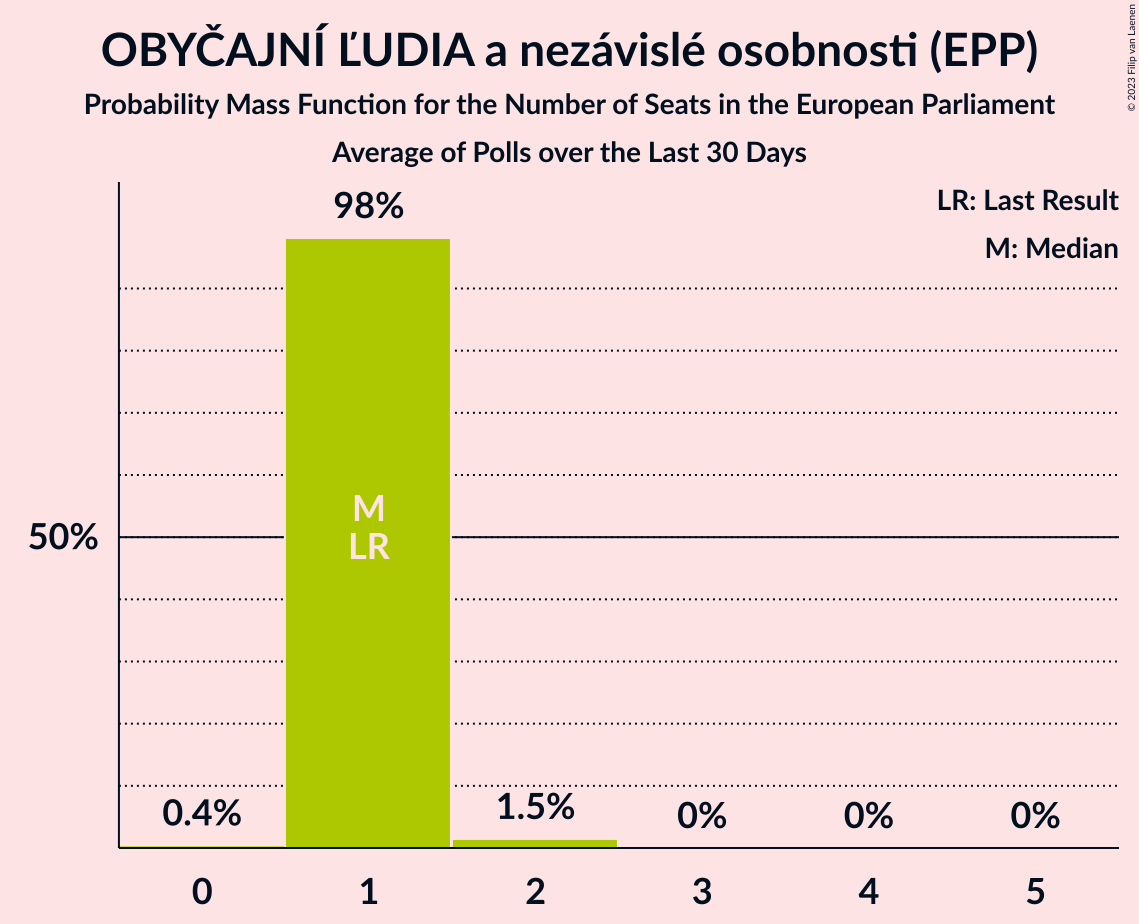 OBYČAJNÍ ĽUDIA a nezávislé osobnosti (EPP)
Probability Mass Function for the Number of Seats in the European Parliament
Average of Polls over the Last 30 Days
© 2023 Filip van Laenen
LR: Last Result
M: Median
98%
M
LR
50%
0.4%
1.5%
0%
0%
0%
0
1
2
3
4
5